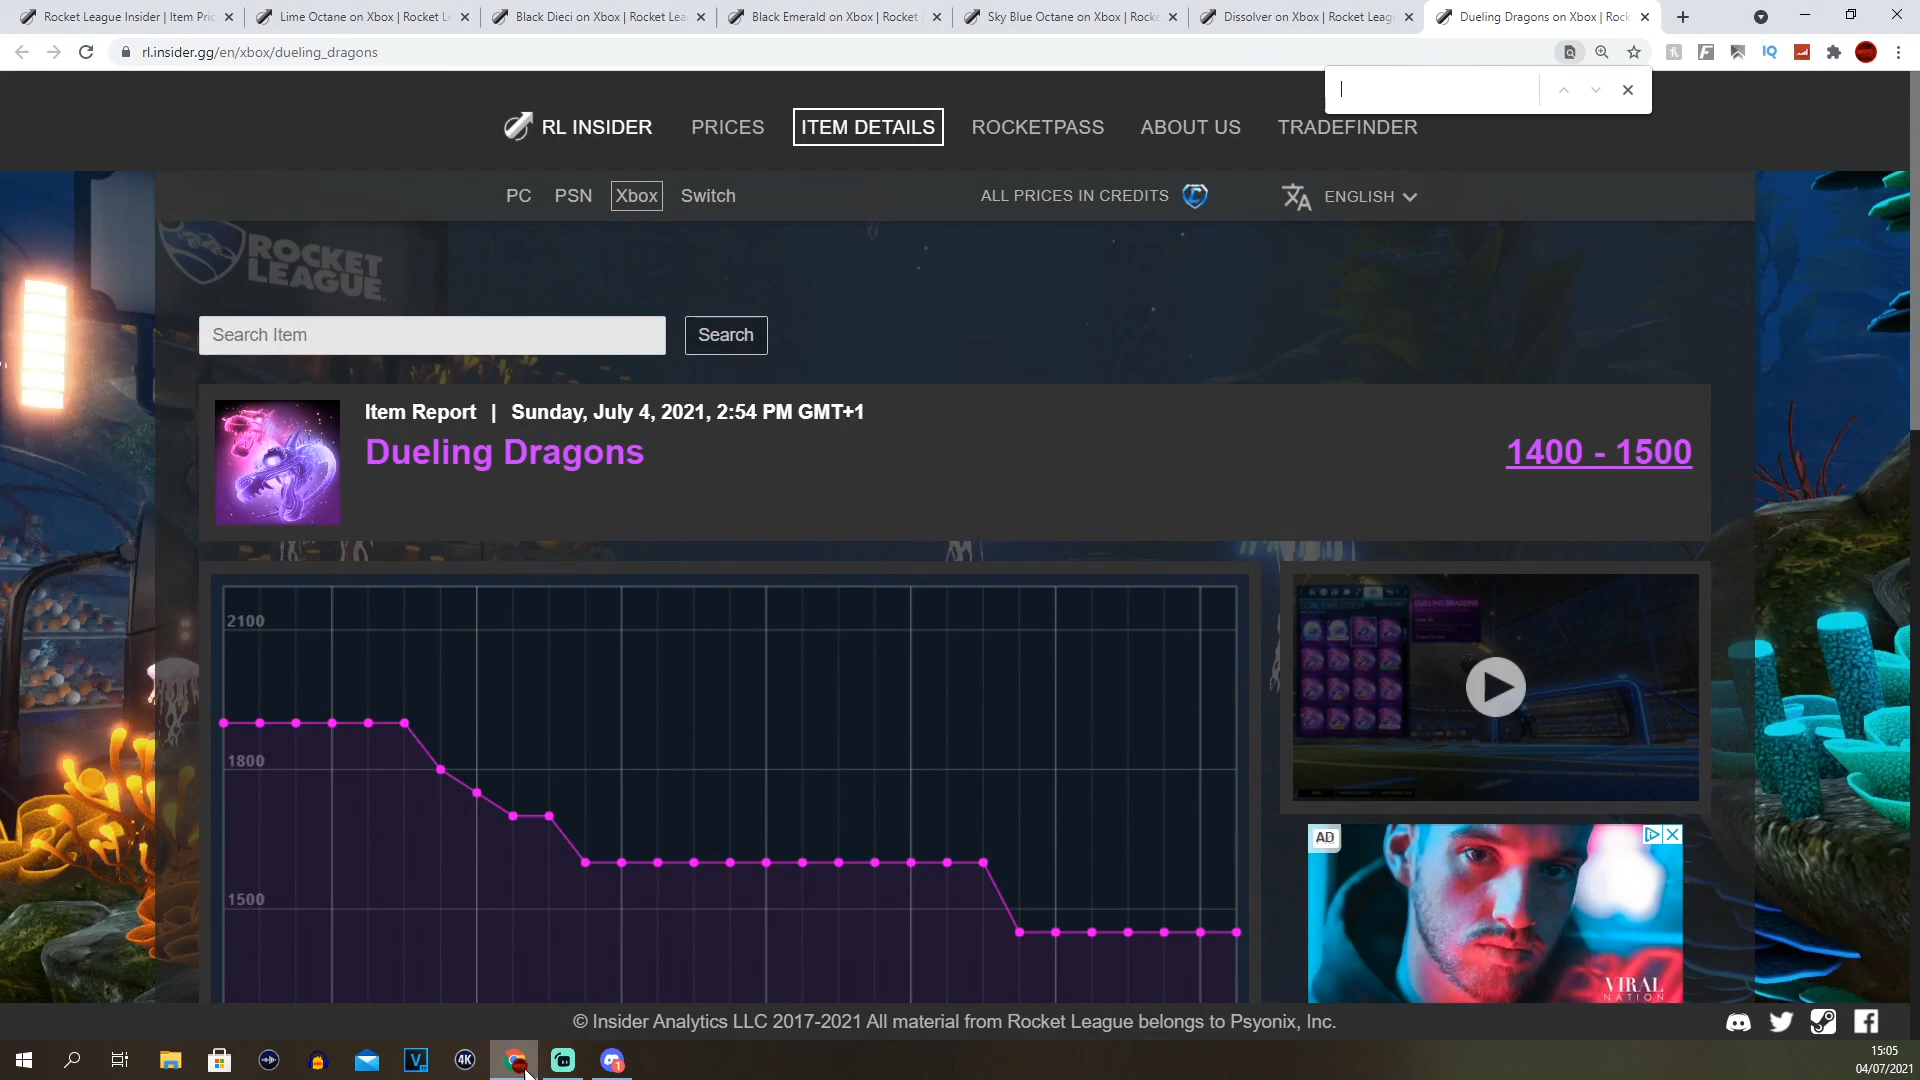 Rocket League Insider | Item Pric
Lime Octane on Xbox | Rocket Le
Black Dieci on Xbox | Rocket Lea
Black Emerald on Xbox | Rocket
Sky Blue Octane on Xbox | Rocke
Dissolver on Xbox | Rocket Leag
Dueling Dragons on Xbox | Rock
rl.insider.gg/en/xbox/dueling_dragons
RL INSIDER
PRICES
ITEM DETAILS
ROCKETPASS
ABOUT US
TRADEFINDER
PC
PSN
Xbox
Switch
ALL PRICES IN CREDITS
ENGLISH
ROCKET
LEAGUE
Search Item
Search
Item Report | Sunday, July 4, 2021, 2:54 PM GMT+1
Dueling Dragons
1400 - 1500
2100
1800
1500
DUELING DRAGONS
AD
VIRAL
NATION
© Insider Analytics LLC 2017-2021 All material from Rocket League belongs to Psyonix, Inc.
15:05
04/07/2021